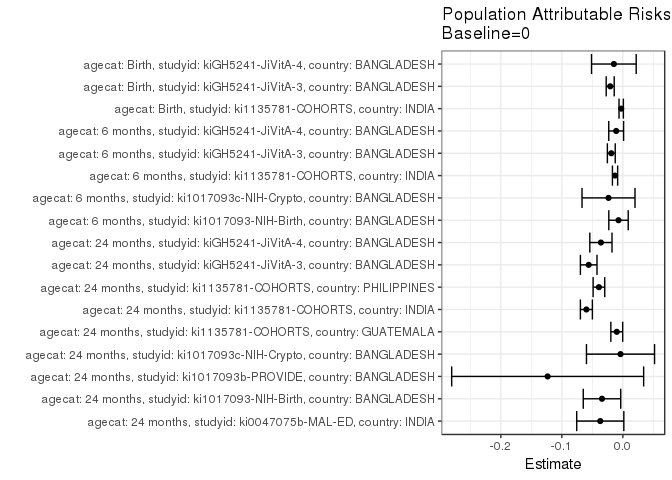 Population Attributable Risks
Baseline=0
agecat: Birth, studyid: kiGH5241-JiVitA-4, country: BANGLADESH
agecat: Birth, studyid: kiGH5241-JiVitA-3, country: BANGLADESH
agecat: Birth, studyid: ki1135781-COHORTS, country: INDIA
agecat: 6 months, studyid: kiGH5241-JiVitA-4, country: BANGLADESH
agecat: 6 months, studyid: kiGH5241-JiVitA-3, country: BANGLADESH
agecat: 6 months, studyid: ki1135781-COHORTS, country: INDIA
agecat: 6 months, studyid: ki1017093c-NIH-Crypto, country: BANGLADESH
agecat: 6 months, studyid: ki1017093-NIH-Birth, country: BANGLADESH
agecat: 24 months, studyid: kiGH5241-JiVitA-4, country: BANGLADESH
agecat: 24 months, studyid: kiGH5241-JiVitA-3, country: BANGLADESH
agecat: 24 months, studyid: ki1135781-COHORTS, country: PHILIPPINES
agecat: 24 months, studyid: ki1135781-COHORTS, country: INDIA
agecat: 24 months, studyid: ki1135781-COHORTS, country: GUATEMALA
agecat: 24 months, studyid: ki1017093c-NIH-Crypto, country: BANGLADESH
agecat: 24 months, studyid: ki1017093b-PROVIDE, country: BANGLADESH
agecat: 24 months, studyid: ki1017093-NIH-Birth, country: BANGLADESH
agecat: 24 months, studyid: ki0047075b-MAL-ED, country: INDIA
-0.2 -0.1 0.0
Estimate